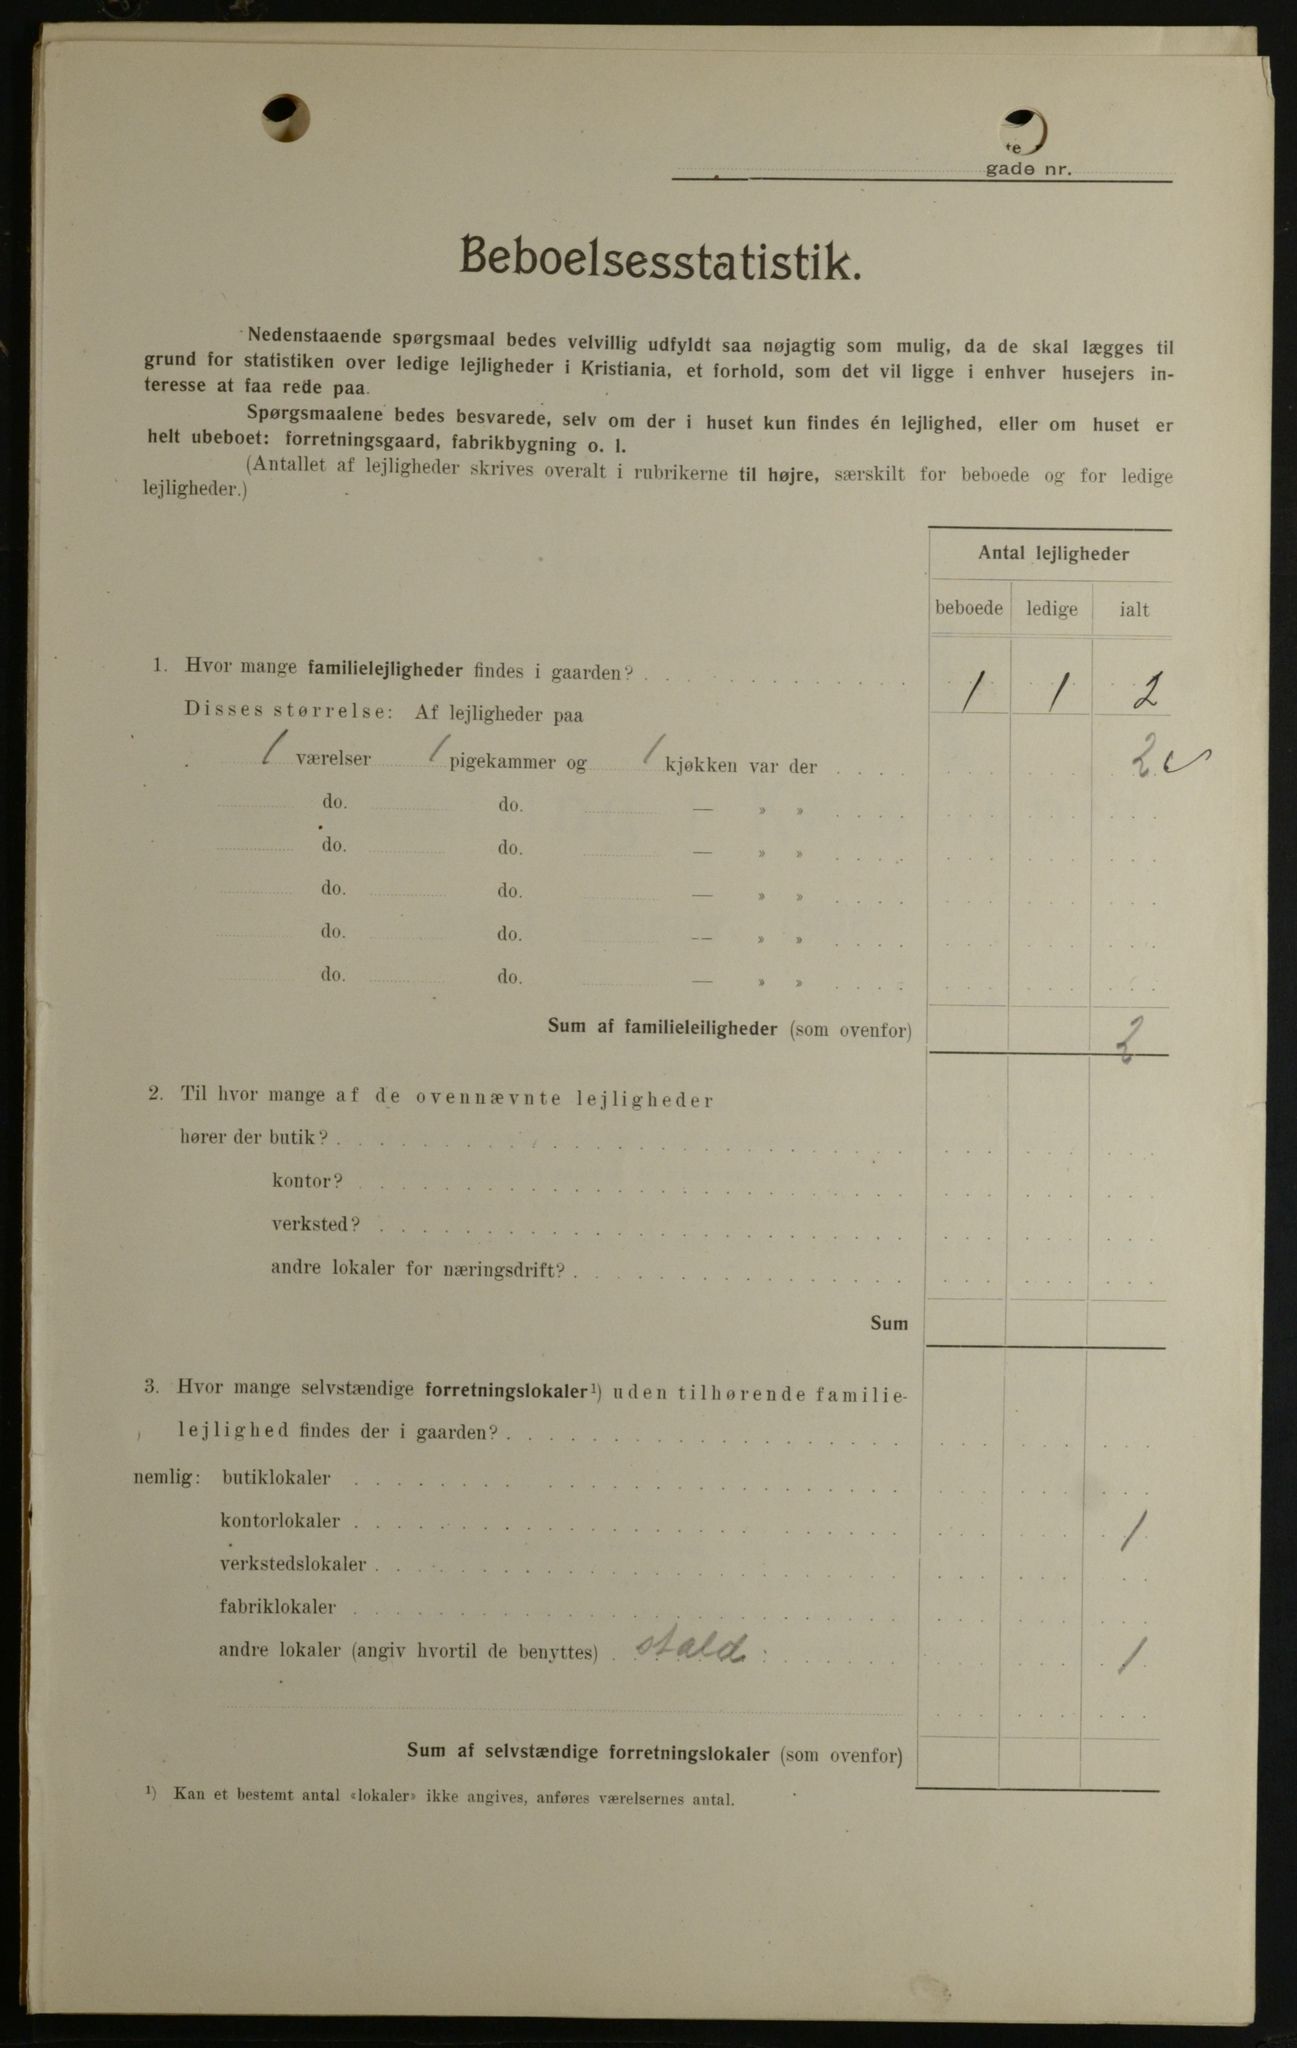 te
gade nr.
Beboelsesstatistik.
Nedenstaaende spørgsmaal bedes velvillig udfyldt saa nøjagtig som mulig, da de skal lægges til
grund for statistiken over ledige lejligheder i Kristiania, et forhold, som det vil ligge i enhver husejers in-
teresse at faa rede paa.
Spørgsmaalene bedes besvarede, selv om der i huset kun findes én lejlighed, eller om huset er
helt ubeboet: forretningsgaard, fabrikbygning o. l.
(Antallet af lejligheder skrives overalt i rubrikerne til højre, særskilt for beboede og for ledige
lejligheder.)
Antal lejligheder
beboede ledige ialt
1. Hvor mange familielejligheder findes i gaarden? 1 1 2
Disses størrelse: Af lejligheder paa
1 værelser 1 pigekammer og 1 kjøkken var der 2
do. do. — » »
do. do. — » »
do. do. — » »
do. do. — » »
do. do. — » »
Sum af familieleiligheder (som ovenfor) 2
2. Til hvor mange af de ovennævnte lejligheder
hører der butik?
kontor?
verksted?
andre lokaler for næringsdrift?
Sum
3. Hvor mange selvstændige forretningslokaler¹) uden tilhørende familie-
lejlighed findes der i gaarden?
nemlig: butiklokaler
kontorlokaler 1
verkstedslokaler
fabriklokaler
andre lokaler (angiv hvortil de benyttes) stald 1
Sum af selvstændige forretningslokaler (som ovenfor)
¹) Kan et bestemt antal «lokaler» ikke angives, anføres værelsernes antal.